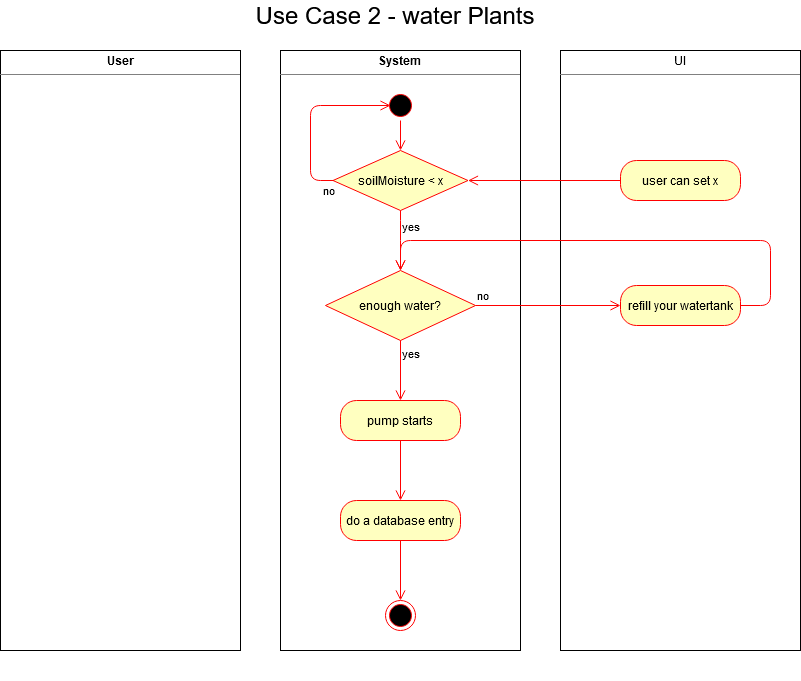 Use Case 2 - water Plants
User
System
UI
soilMoisture < x
user can set x
no
yes
enough water?
no
refill your watertank
yes
pump starts
do a database entry